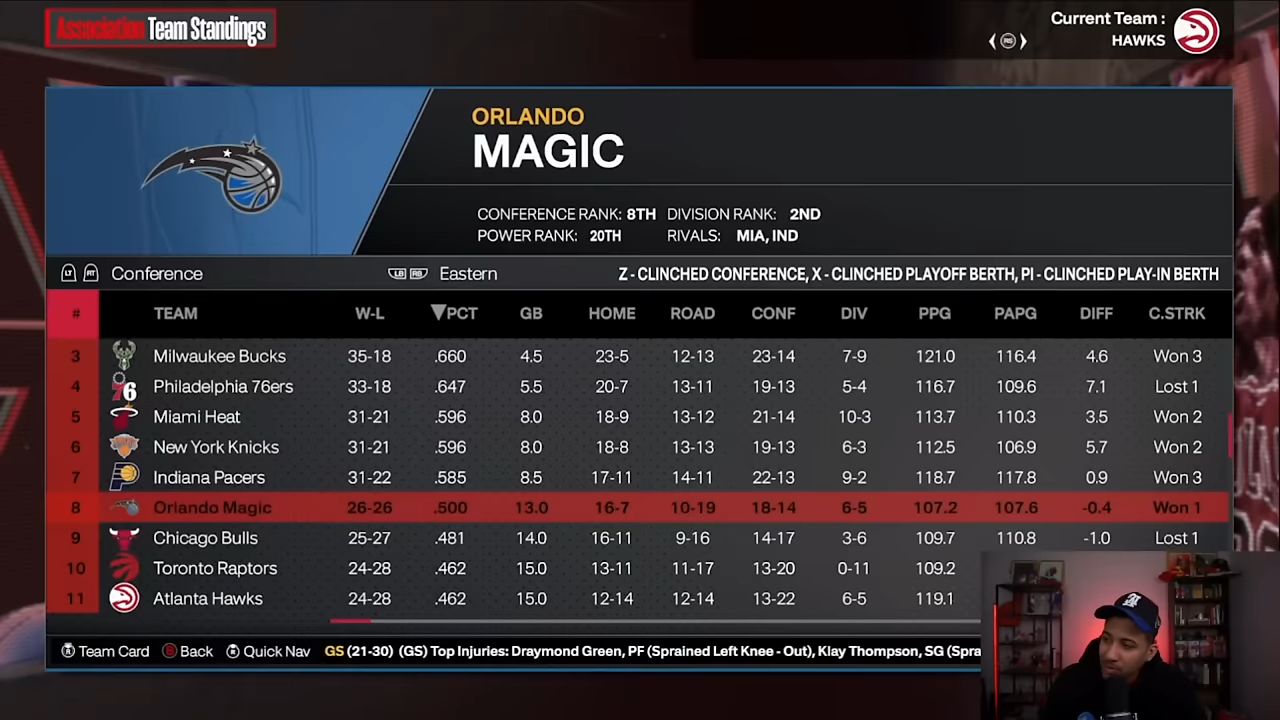 Association Team Standings
Current Team :
HAWKS
RS
ORLANDO
MAGIC
CONFERENCE RANK: 8TH DIVISION RANK: 2ND
POWER RANK: 20TH RIVALS: MIA, IND
LT RT Conference LB RB Eastern Z - CLINCHED CONFERENCE, X - CLINCHED PLAYOFF BERTH, PI - CLINCHED PLAY-IN BERTH
# TEAM W-L PCT GB HOME ROAD CONF DIV PPG PAPG DIFF C.STRK
3 Milwaukee Bucks 35-18 .660 4.5 23-5 12-13 23-14 7-9 121.0 116.4 4.6 Won 3
4 Philadelphia 76ers 33-18 .647 5.5 20-7 13-11 19-13 5-4 116.7 109.6 7.1 Lost 1
5 Miami Heat 31-21 .596 8.0 18-9 13-12 21-14 10-3 113.7 110.3 3.5 Won 2
6 New York Knicks 31-21 .596 8.0 18-8 13-13 19-13 6-3 112.5 106.9 5.7 Won 2
7 Indiana Pacers 31-22 .585 8.5 17-11 14-11 22-13 9-2 118.7 117.8 0.9 Won 3
8 Orlando Magic 26-26 .500 13.0 16-7 10-19 18-14 6-5 107.2 107.6 -0.4 Won 1
9 Chicago Bulls 25-27 .481 14.0 16-11 9-16 14-17 3-6 109.7 110.8 -1.0 Lost 1
10 Toronto Raptors 24-28 .462 15.0 13-11 11-17 13-20 0-11 109.2
11 Atlanta Hawks 24-28 .462 15.0 12-14 12-14 13-22 6-5 119.1
Team Card B Back Quick Nav GS (21-30) (GS) Top Injuries: Draymond Green, PF (Sprained Left Knee - Out), Klay Thompson, SG (Spra